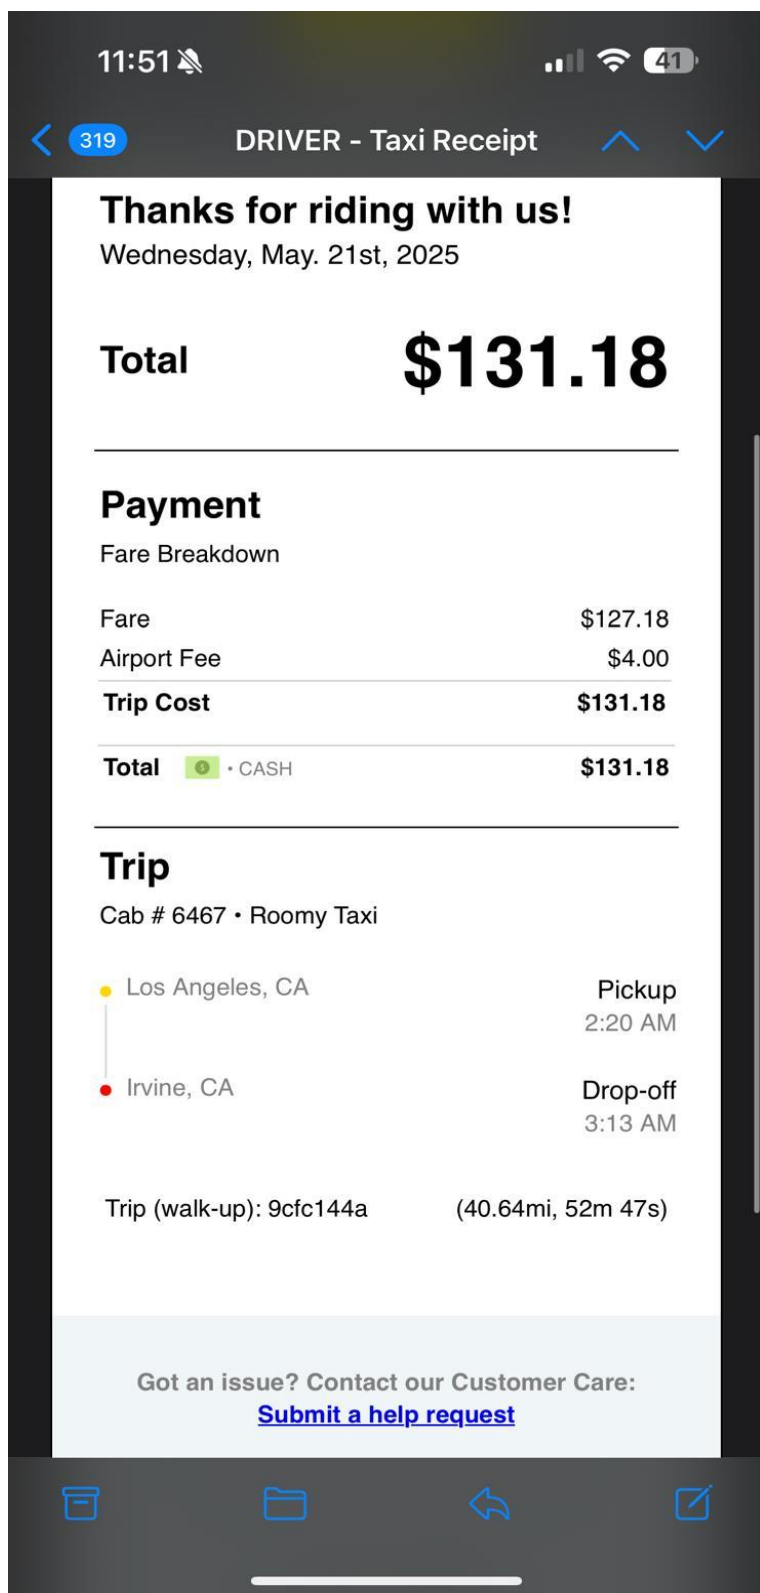 11:51
41
319
DRIVER - Taxi Receipt
Thanks for riding with us!
Wednesday, May. 21st, 2025
Total $131.18
Payment
Fare Breakdown
Fare $127.18
Airport Fee $4.00
Trip Cost $131.18
Total • CASH $131.18
Trip
Cab # 6467 • Roomy Taxi
Los Angeles, CA Pickup
2:20 AM
Irvine, CA Drop-off
3:13 AM
Trip (walk-up): 9cfc144a (40.64mi, 52m 47s)
Got an issue? Contact our Customer Care:
Submit a help request